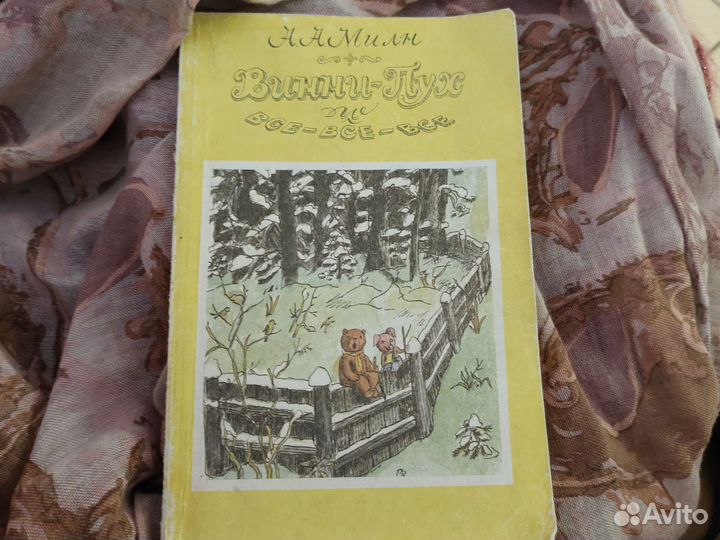 А. А. Милн
Винни-Пух
и
все-все-все
Avito